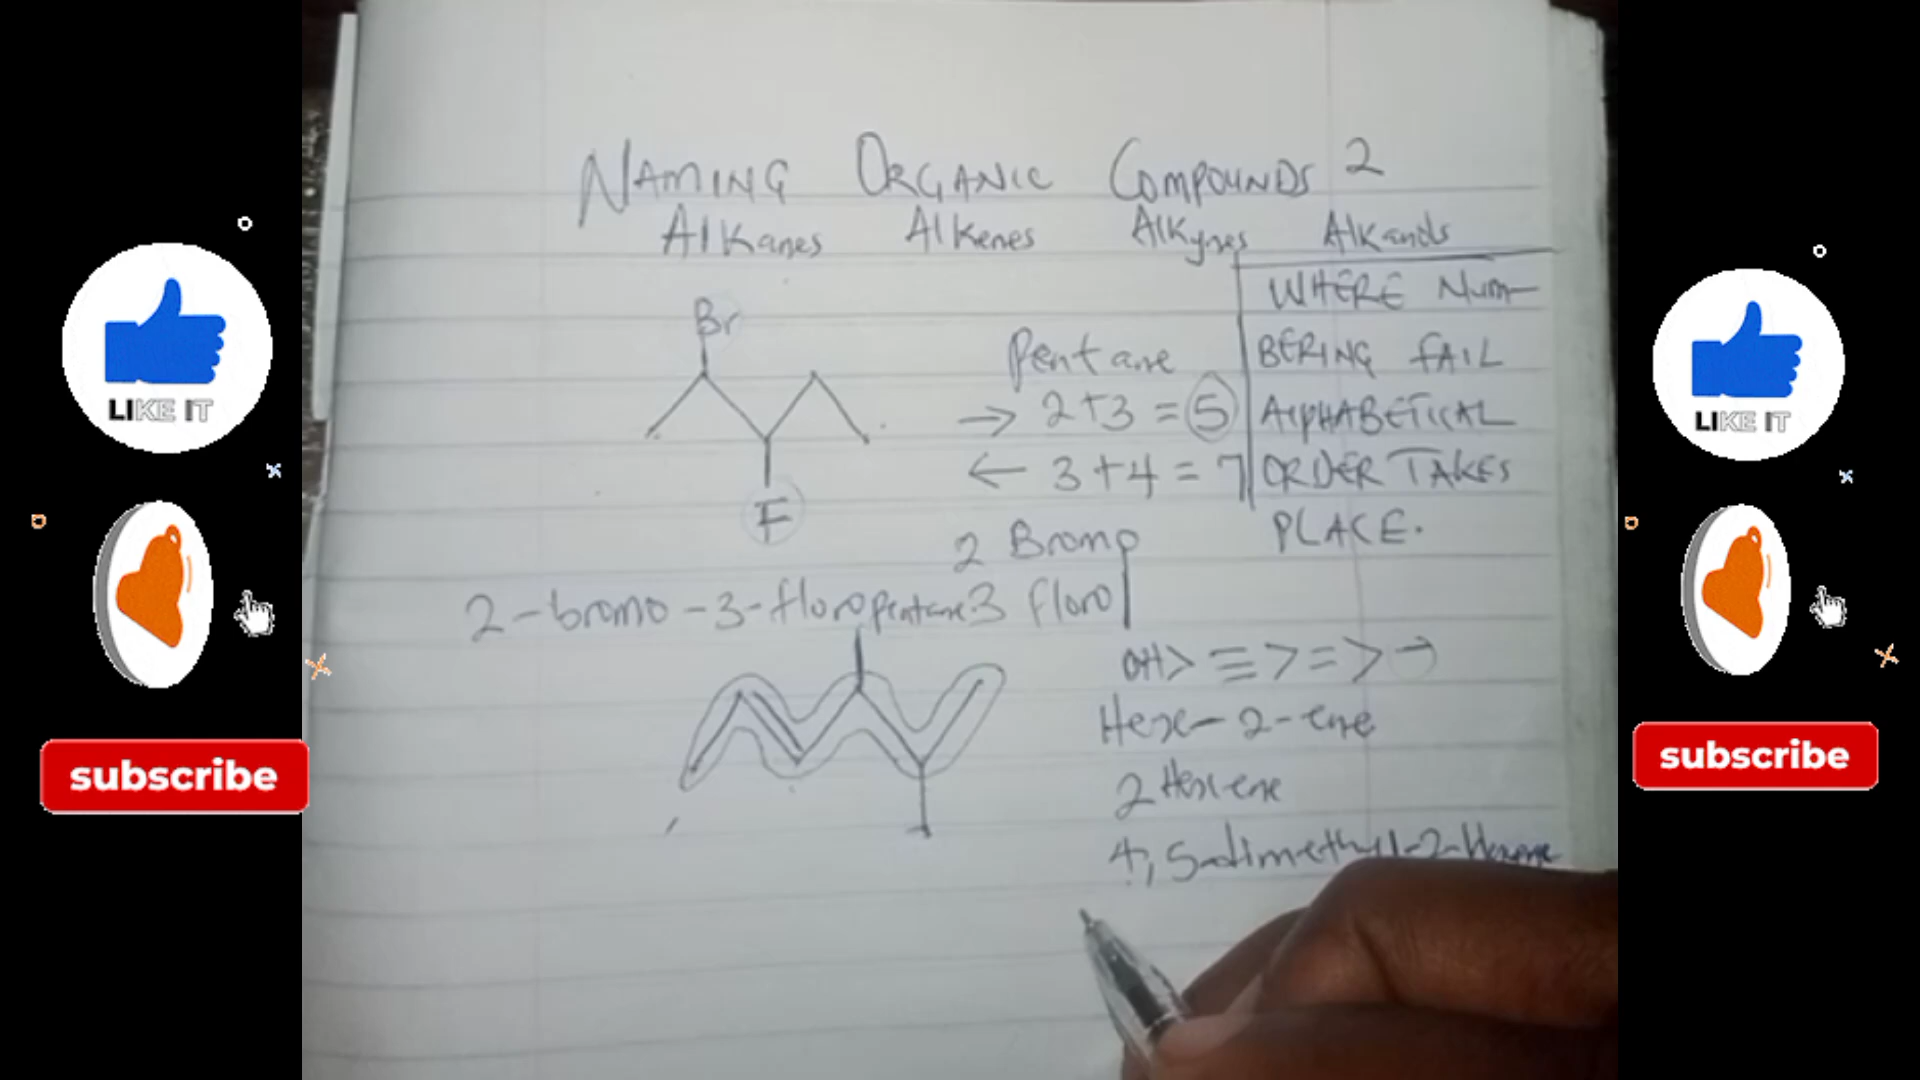 NAMING ORGANIC COMPOUNDS 2
Alkanes Alkenes Alkynes Alkanols
WHERE NUM-
BERING FAIL
ALPHABETICAL
ORDER TAKES
PLACE.
Br
F
Pentane
→ 2+3 = 5
← 3+4 = 7
2 Bromo
3 floro
2-bromo-3-floropentane
OH> ≡ > = > -
Hex-2-ene
2 Hexene
4,5-dimethyl-2-Hexene
LIKE IT
subscribe
LIKE IT
subscribe